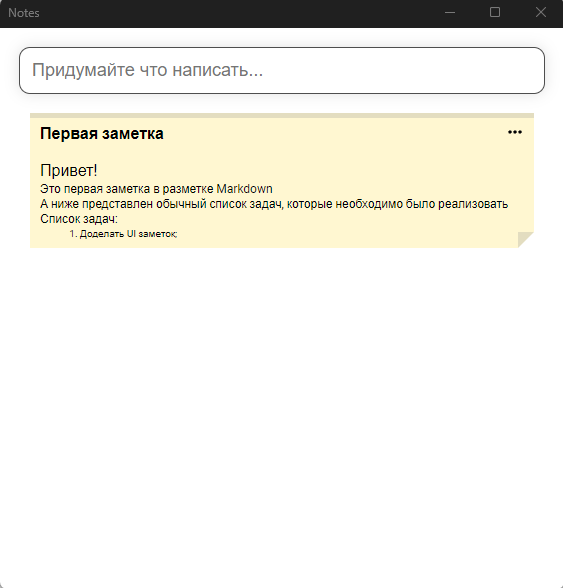 Notes
Придумайте что написать...
Первая заметка
Привет!
Это первая заметка в разметке Markdown
А ниже представлен обычный список задач, которые необходимо было реализовать
Список задач:
1. Доделать UI заметок;